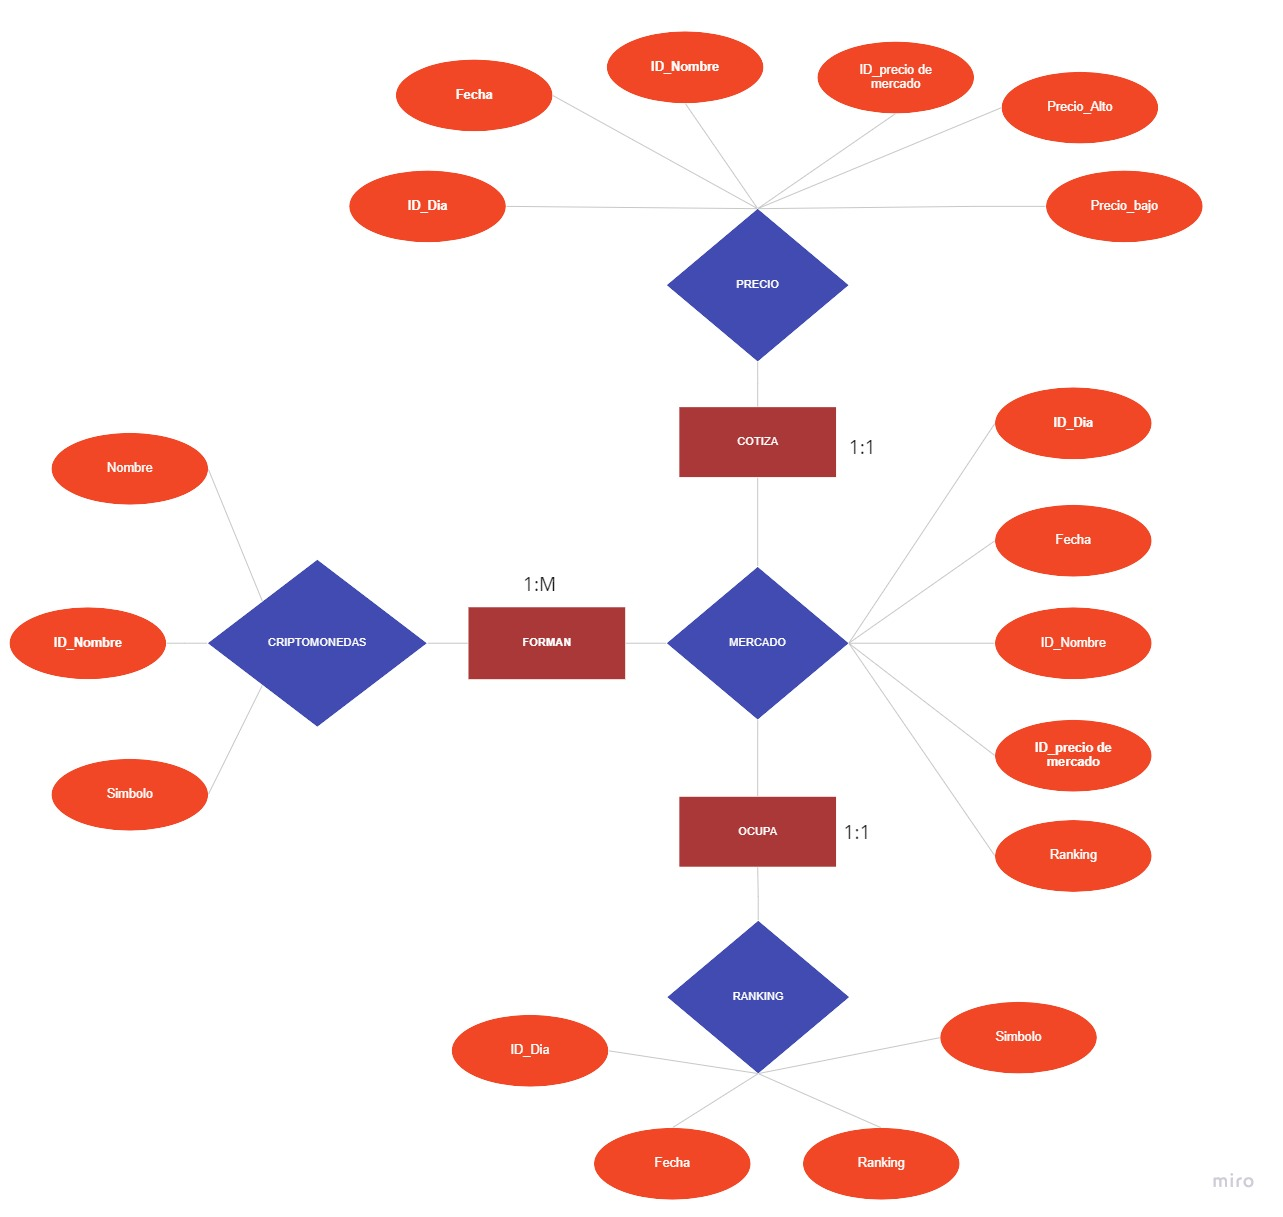 ID_Nombre
ID_precio de
mercado
Fecha
Precio_Alto
ID_Dia
Precio_bajo
PRECIO
COTIZA
1:1
ID_Dia
Nombre
Fecha
1:M
CRIPTOMONEDAS
ID_Nombre
FORMAN
MERCADO
ID_Nombre
ID_precio de
mercado
Simbolo
OCUPA
1:1
Ranking
RANKING
ID_Dia
Simbolo
Fecha
Ranking
miro